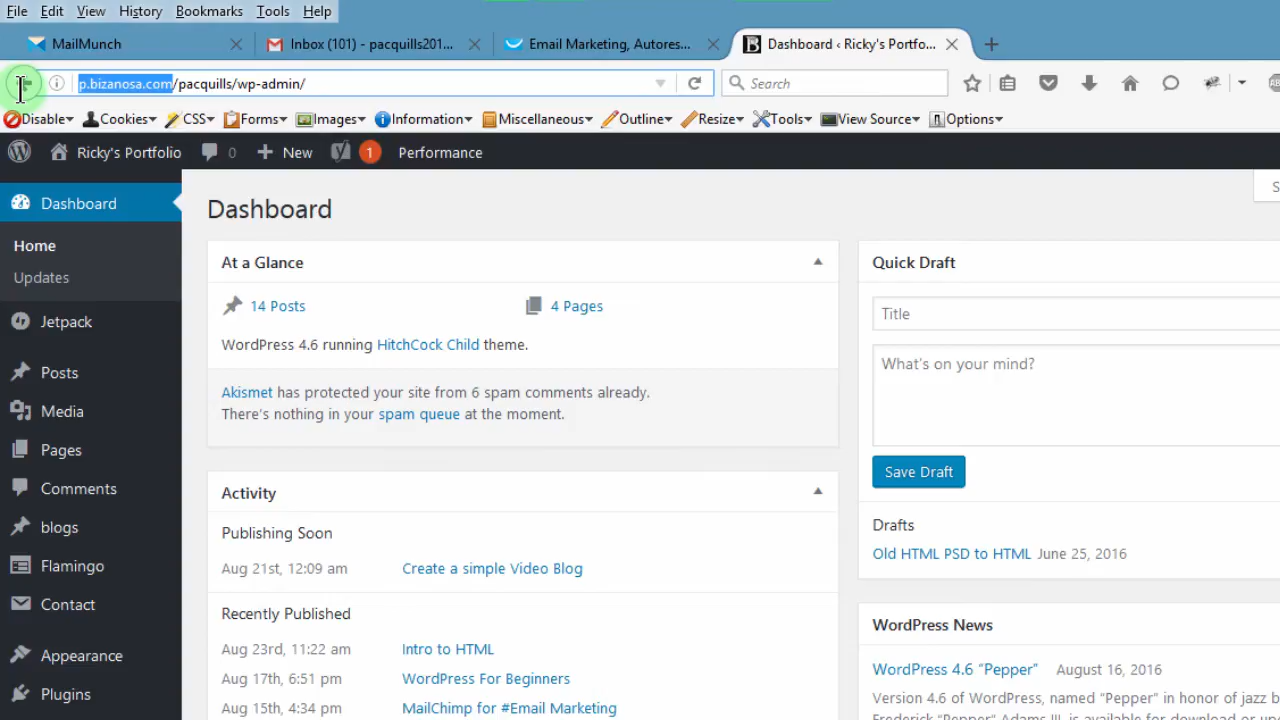 File Edit View History Bookmarks Tools Help
MailMunch
Inbox (101) - pacquills201...
Email Marketing, Autores...
Dashboard ‹ Ricky's Portfo...
p.bizanosa.com/pacquills/wp-admin/
Search
Disable Cookies CSS Forms Images Information Miscellaneous Outline Resize Tools View Source Options
Ricky's Portfolio 0 New 1 Performance
Dashboard
Home
Updates
Jetpack
Posts
Media
Pages
Comments
blogs
Flamingo
Contact
Appearance
Plugins
Dashboard
At a Glance
14 Posts
4 Pages
WordPress 4.6 running HitchCock Child theme.
Akismet has protected your site from 6 spam comments already.
There's nothing in your spam queue at the moment.
Activity
Publishing Soon
Aug 21st, 12:09 am Create a simple Video Blog
Recently Published
Aug 23rd, 11:22 am Intro to HTML
Aug 17th, 6:51 pm WordPress For Beginners
Aug 15th, 4:34 pm MailChimp for #Email Marketing
S
Quick Draft
Title
What's on your mind?
Save Draft
Drafts
Old HTML PSD to HTML June 25, 2016
WordPress News
WordPress 4.6 “Pepper” August 16, 2016
Version 4.6 of WordPress, named “Pepper” in honor of jazz b